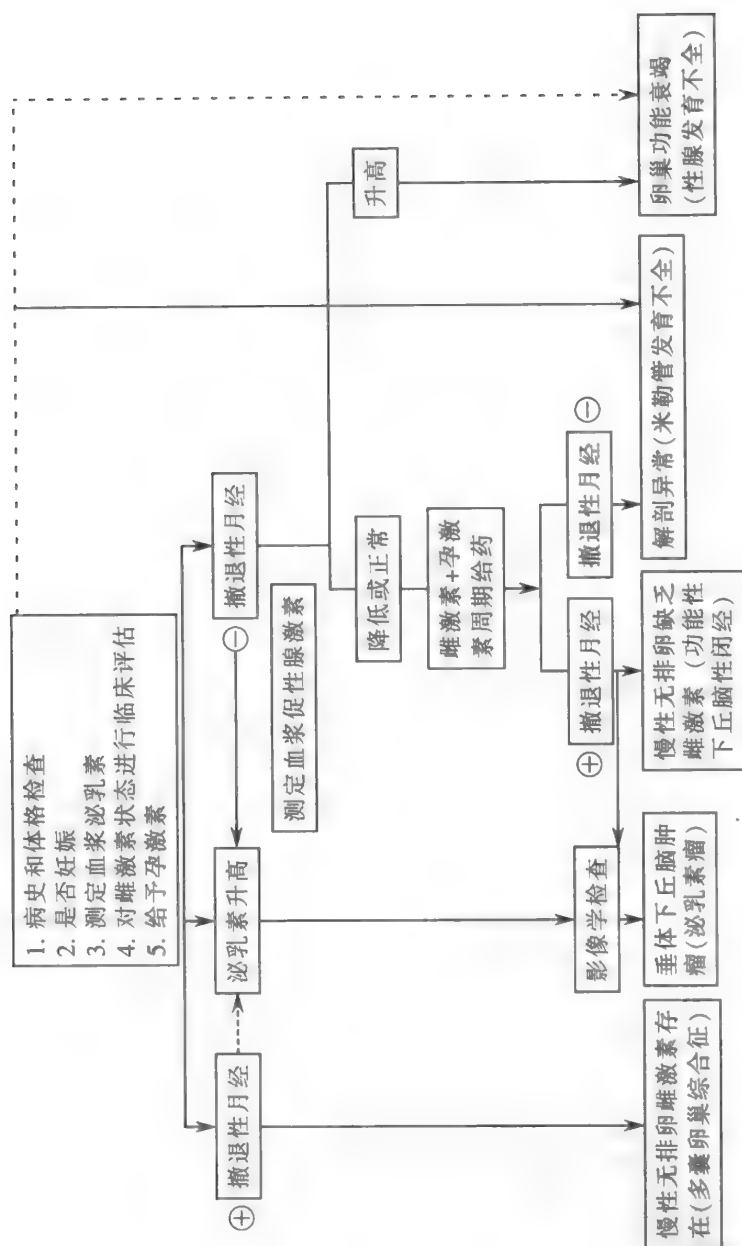 1. 病史和体格检查
2. 是否妊娠
3. 测定血浆泌乳素
4. 对雌激素状态进行临床评估
5. 给予孕激素
⊕
撤退性月经
泌乳素升高
⊖
撤退性月经
测定血浆促性腺激素
降低或正常
升高
雌激素+孕激
素周期给药
⊕
撤退性月经
撤退性月经
⊖
影像学检查
慢性无排卵雌激素存
在(多囊卵巢综合征)
垂体下丘脑肿
瘤(泌乳素瘤)
慢性无排卵缺乏
雌激素(功能性
下丘脑性闭经)
解剖异常(米勒管发育不全)
卵巢功能衰竭
(性腺发育不全)